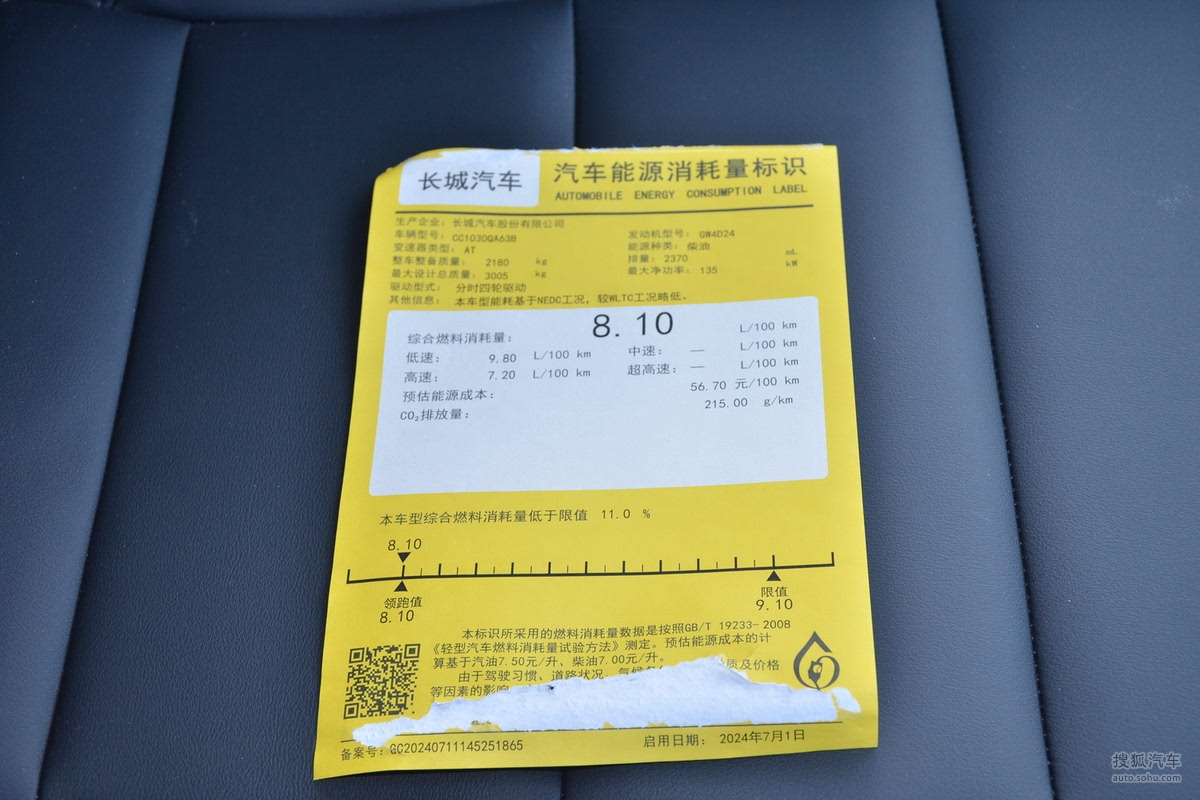 长城汽车
汽车能源消耗量标识
AUTOMOBILE ENERGY CONSUMPTION LABEL
生产企业：长城汽车股份有限公司
车辆型号：CC1030QA63B 发动机型号：GW4D24
变速器类型：AT 能源种类：柴油
整车整备质量：2180 kg 排量：2370 mL
最大设计总质量：3005 kg 最大净功率：135 kW
驱动型式：分时四轮驱动
其他信息：本车型能耗基于NEDC工况，较WLTC工况略低。
综合燃料消耗量：8.10 L/100 km
低速：9.80 L/100 km 中速：— L/100 km
高速：7.20 L/100 km 超高速：— L/100 km
预估能源成本：56.70 元/100 km
CO₂排放量：215.00 g/km
本车型综合燃料消耗量低于限值 11.0 %
8.10
领跑值 限值
8.10 9.10
本标识所采用的燃料消耗量数据是按照GB/T 19233-2008
《轻型汽车燃料消耗量试验方法》测定。预估能源成本的计
算基于汽油7.50元/升、柴油7.00元/升。
由于驾驶习惯、道路状况、气候 质及价格
等因素的影响
备案号：GC20240711145251865 启用日期：2024年7月1日
搜狐汽车
auto.sohu.com